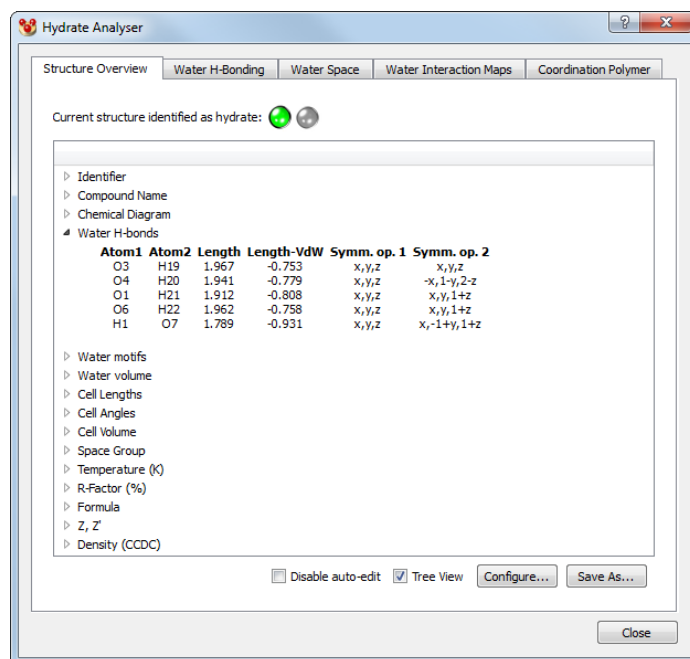 Hydrate Analyser
Structure Overview Water H-Bonding Water Space Water Interaction Maps Coordination Polymer
Current structure identified as hydrate:
Identifier
Compound Name
Chemical Diagram
Water H-bonds
Atom1 Atom2 Length Length-VdW Symm. op. 1 Symm. op. 2
O3 H19 1.967 -0.753 x,y,z x,y,z
O4 H20 1.941 -0.779 x,y,z -x,1-y,2-z
O1 H21 1.912 -0.808 x,y,z x,y,1+z
O6 H22 1.962 -0.758 x,y,z x,y,1+z
H1 O7 1.789 -0.931 x,y,z x,-1+y,1+z
Water motifs
Water volume
Cell Lengths
Cell Angles
Cell Volume
Space Group
Temperature (K)
R-Factor (%)
Formula
Z, Z'
Density (CCDC)
Disable auto-edit Tree View Configure... Save As...
Close